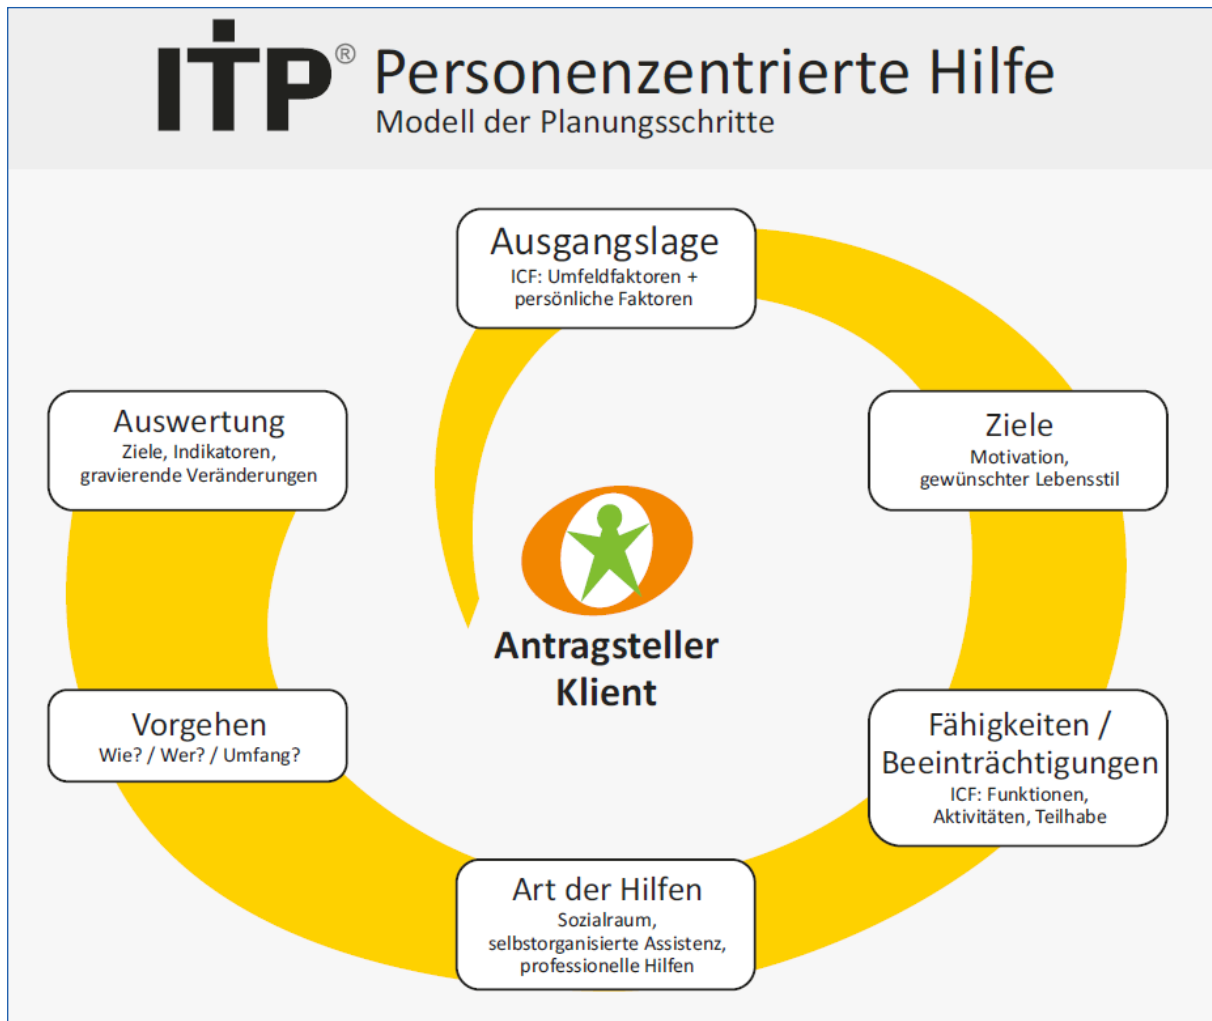 ITP® Personenzentrierte Hilfe
Modell der Planungsschritte
Ausgangslage
ICF: Umfeldfaktoren +
persönliche Faktoren
Ziele
Motivation,
gewünschter Lebensstil
Fähigkeiten /
Beeinträchtigungen
ICF: Funktionen,
Aktivitäten, Teilhabe
Art der Hilfen
Sozialraum,
selbstorganisierte Assistenz,
professionelle Hilfen
Vorgehen
Wie? / Wer? / Umfang?
Auswertung
Ziele, Indikatoren,
gravierende Veränderungen
Antragsteller
Klient